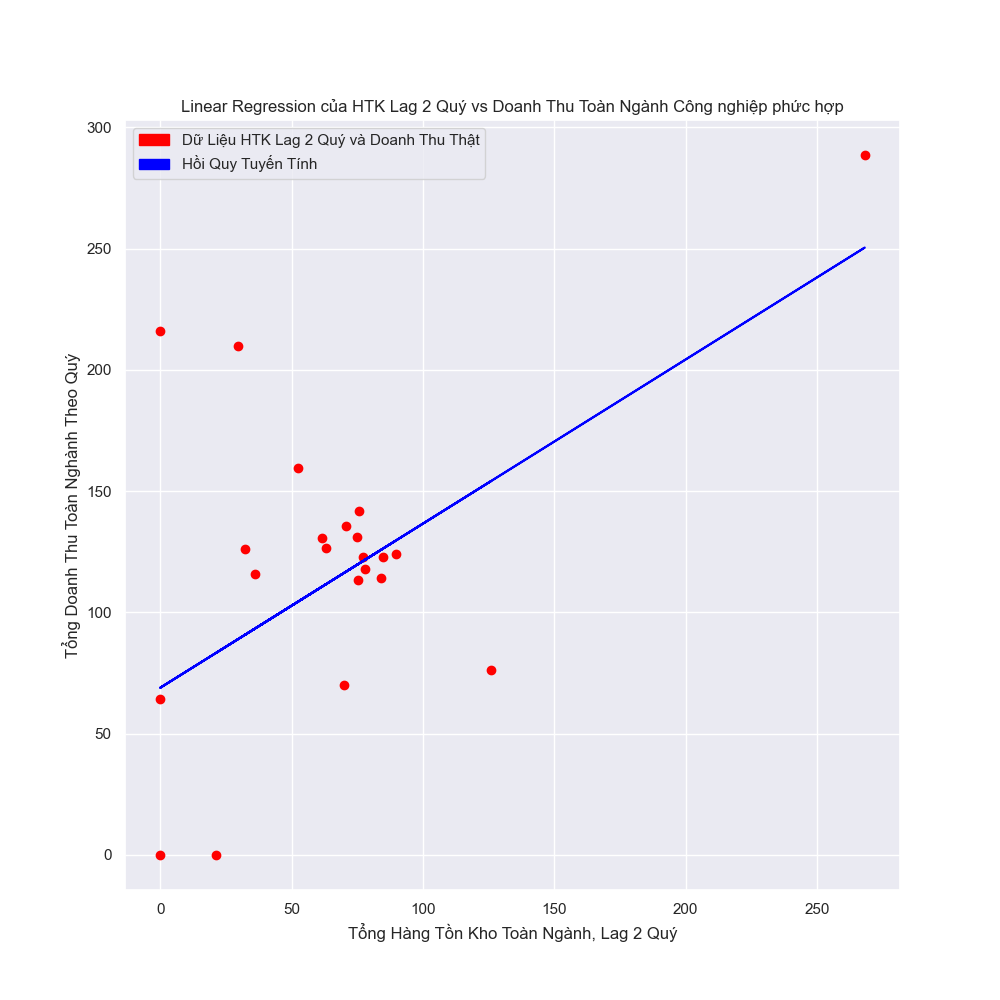 Linear Regression của HTK Lag 2 Quý vs Doanh Thu Toàn Ngành Công nghiệp phức hợp
Dữ Liệu HTK Lag 2 Quý và Doanh Thu Thật
Hồi Quy Tuyến Tính
300
250
200
150
100
50
0
Tổng Doanh Thu Toàn Nghành Theo Quý
0
50
100
150
200
250
Tổng Hàng Tồn Kho Toàn Ngành, Lag 2 Quý